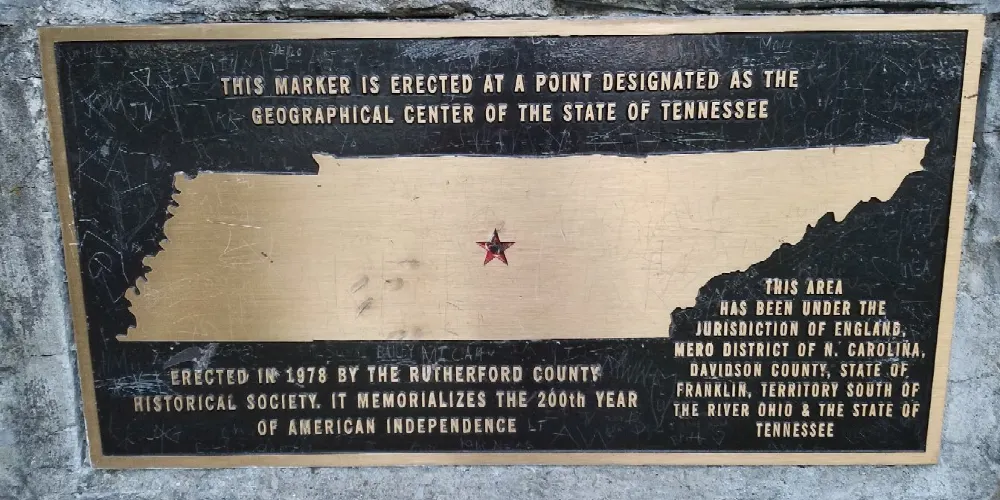 THIS MARKER IS ERECTED AT A POINT DESIGNATED AS THE
GEOGRAPHICAL CENTER OF THE STATE OF TENNESSEE
THIS AREA
HAS BEEN UNDER THE
JURISDICTION OF ENGLAND,
MERO DISTRICT OF N. CAROLINA,
DAVIDSON COUNTY, STATE OF
FRANKLIN, TERRITORY SOUTH OF
THE RIVER OHIO & THE STATE OF
TENNESSEE
ERECTED IN 1978 BY THE RUTHERFORD COUNTY
HISTORICAL SOCIETY. IT MEMORIALIZES THE 200th YEAR
OF AMERICAN INDEPENDENCE